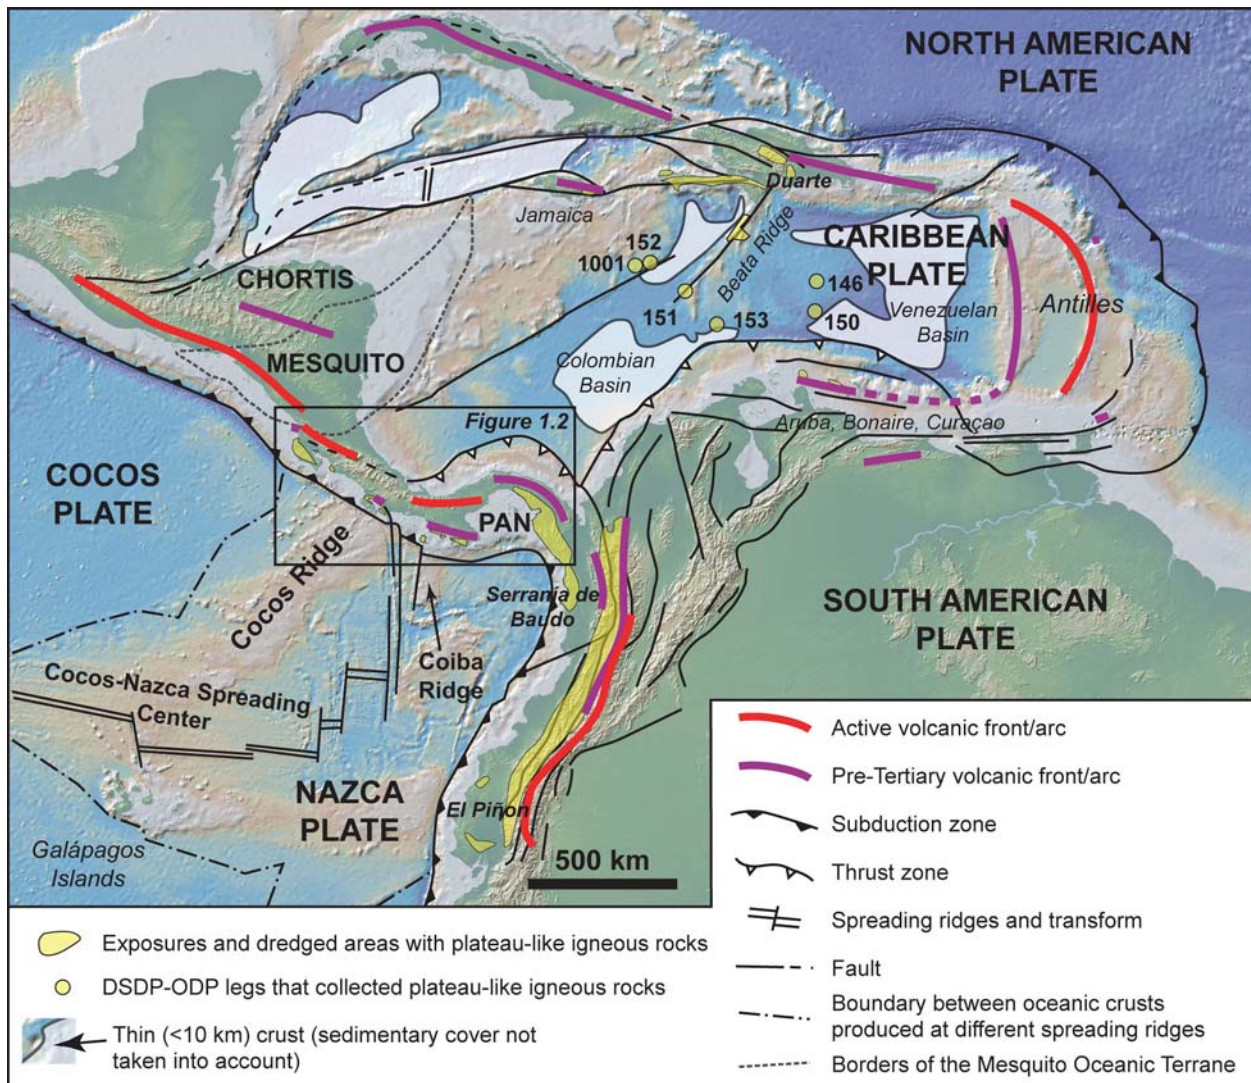 NORTH AMERICAN
PLATE
Duarte
Jamaica
Beata Ridge
CARIBBEAN
PLATE
152
1001
146
CHORTIS
151
153
150
Venezuelan
Basin
Antilles
MESQUITO
Colombian
Basin
Figure 1.2
Aruba, Bonaire, Curaçao
COCOS
PLATE
PAN
Cocos Ridge
Serrania de
Baudo
SOUTH AMERICAN
PLATE
Coiba
Ridge
Cocos-Nazca Spreading
Center
NAZCA
PLATE
El Piñon
Galápagos
Islands
500 km
Active volcanic front/arc
Pre-Tertiary volcanic front/arc
Subduction zone
Thrust zone
Spreading ridges and transform
Fault
Boundary between oceanic crusts
produced at different spreading ridges
Borders of the Mesquito Oceanic Terrane
Exposures and dredged areas with plateau-like igneous rocks
DSDP-ODP legs that collected plateau-like igneous rocks
Thin (<10 km) crust (sedimentary cover not
taken into account)